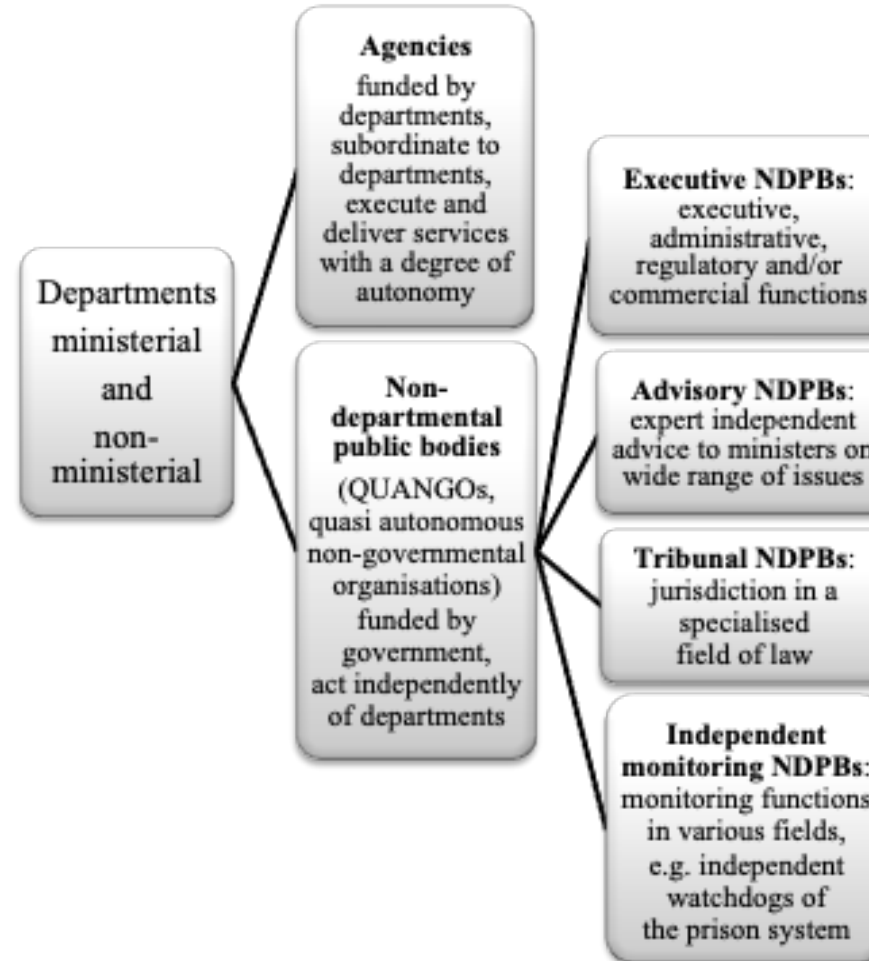 Departments
ministerial
and
non-
ministerial
Agencies
funded by
departments,
subordinate to
departments,
execute and
deliver services
with a degree of
autonomy
Non-
departmental
public bodies
(QUANGOs,
quasi autonomous
non-governmental
organisations)
funded by
government,
act independently
of departments
Executive NDPBs:
executive,
administrative,
regulatory and/or
commercial functions
Advisory NDPBs:
expert independent
advice to ministers on
wide range of issues
Tribunal NDPBs:
jurisdiction in a
specialised
field of law
Independent
monitoring NDPBs:
monitoring functions
in various fields,
e.g. independent
watchdogs of
the prison system